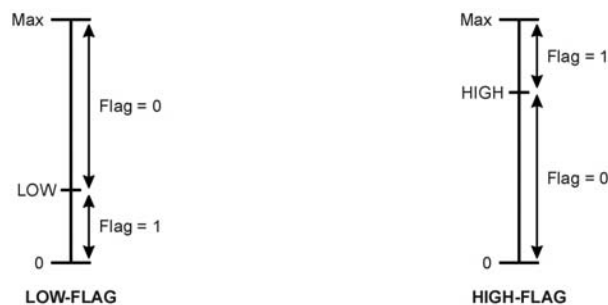 Max
Flag = 0
LOW
Flag = 1
0
LOW-FLAG
Max
Flag = 1
HIGH
Flag = 0
0
HIGH-FLAG